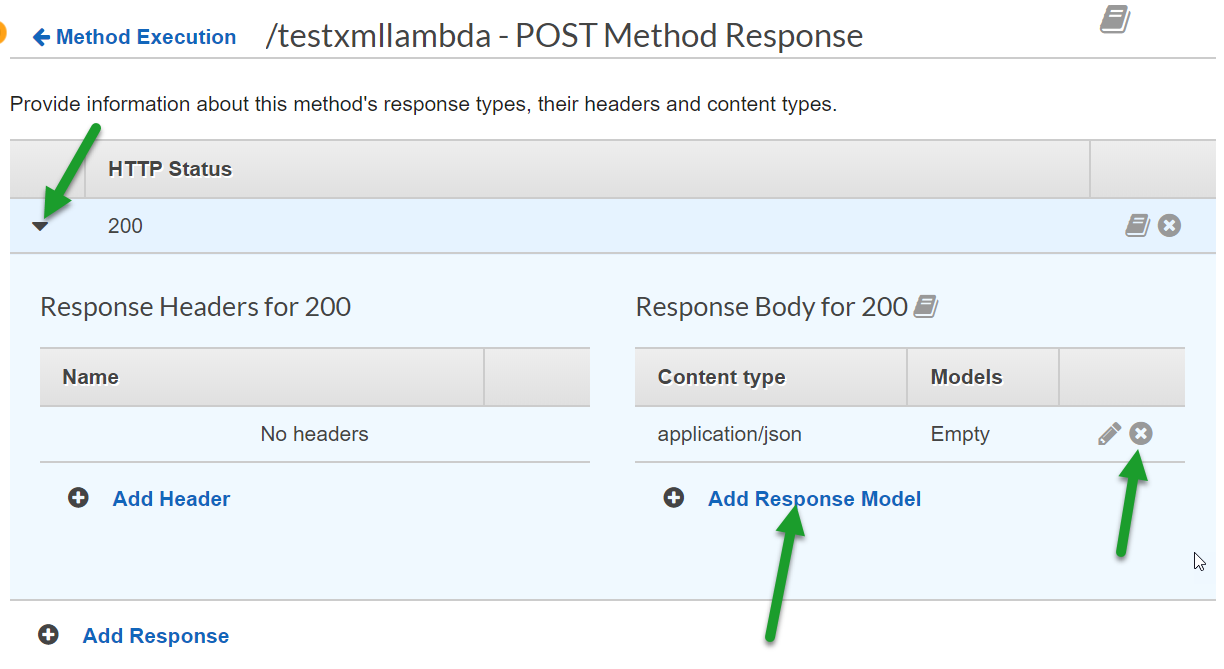 Method Execution /testxmllambda - POST Method Response
Provide information about this method's response types, their headers and content types.
HTTP Status
200
Response Headers for 200
Name
No headers
Add Header
Response Body for 200
Content type Models
application/json Empty
Add Response Model
Add Response